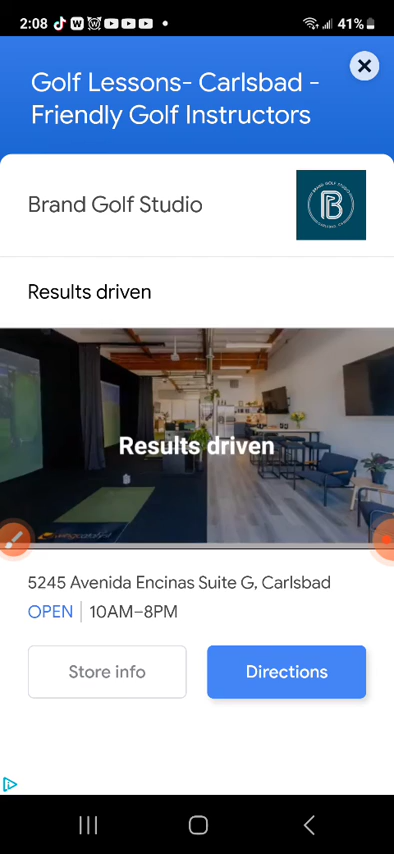 2:08
41%
Golf Lessons- Carlsbad -
Friendly Golf Instructors
Brand Golf Studio
B
Results driven
Results driven
5245 Avenida Encinas Suite G, Carlsbad
OPEN | 10AM–8PM
Store info
Directions